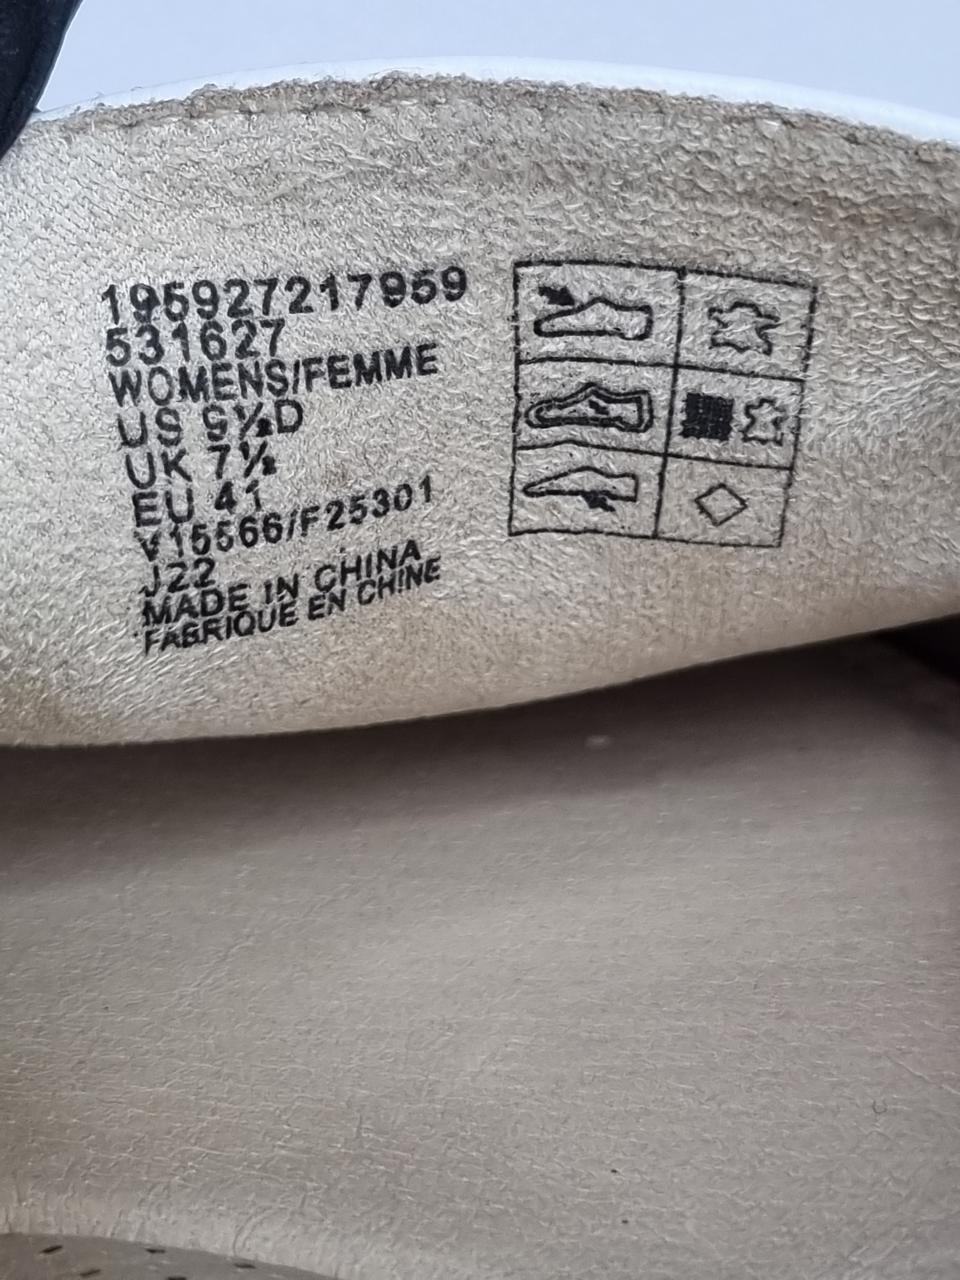 195927217959
531627
WOMENS/FEMME
US 9½D
UK 7½
EU 41
V15566/F25301
J22
MADE IN CHINA
FABRIQUE EN CHINE